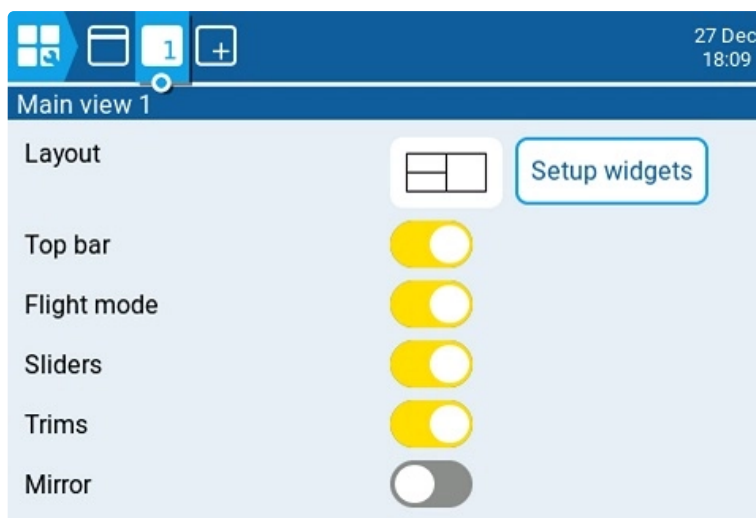 1
27 Dec
18:09
Main view 1
Layout
Setup widgets
Top bar
Flight mode
Sliders
Trims
Mirror